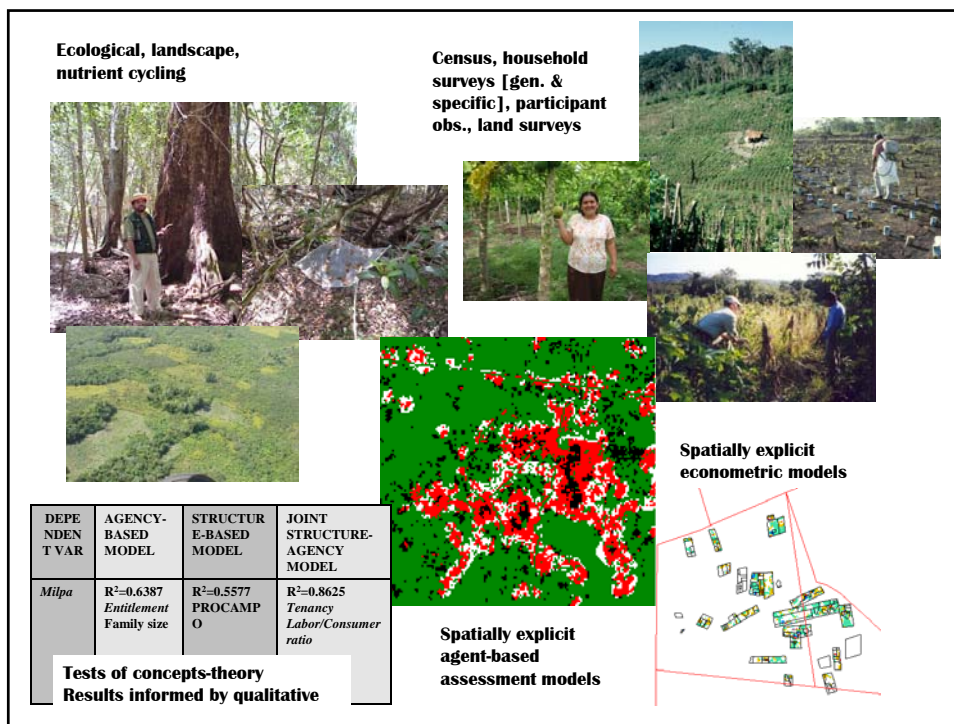 Ecological, landscape,
nutrient cycling
Census, household
surveys [gen. &
specific], participant
obs., land surveys
Spatially explicit
econometric models
DEPE
NDEN
T VAR
AGENCY-
BASED
MODEL
STRUCTUR
E-BASED
MODEL
JOINT
STRUCTURE-
AGENCY
MODEL
Milpa
R²=0.6387
Entitlement
Family size
R²=0.5577
PROCAMP
O
R²=0.8625
Tenancy
Labor/Consumer
ratio
Spatially explicit
agent-based
assessment models
Tests of concepts-theory
Results informed by qualitative